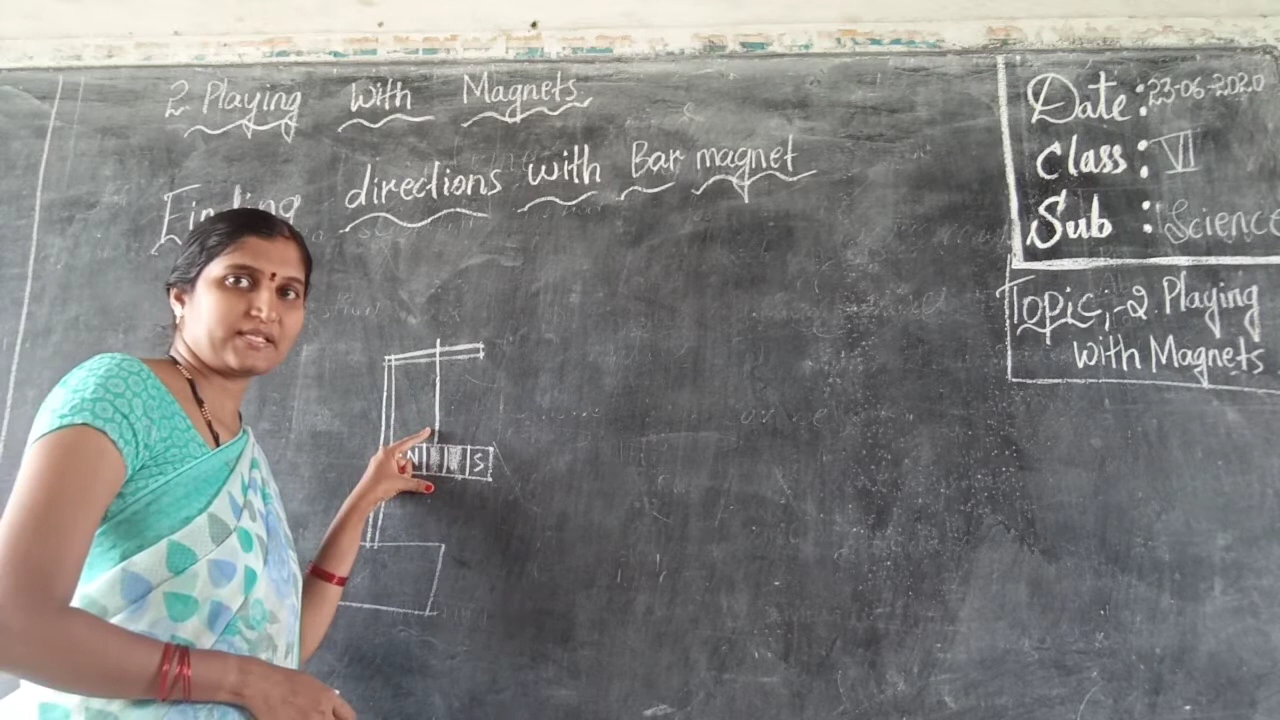 2. Playing With Magnets
Finding directions with Bar magnet
N S
Date: 23-06-2020
Class: VI
Sub : Science
Topic,-2 Playing
with Magnets